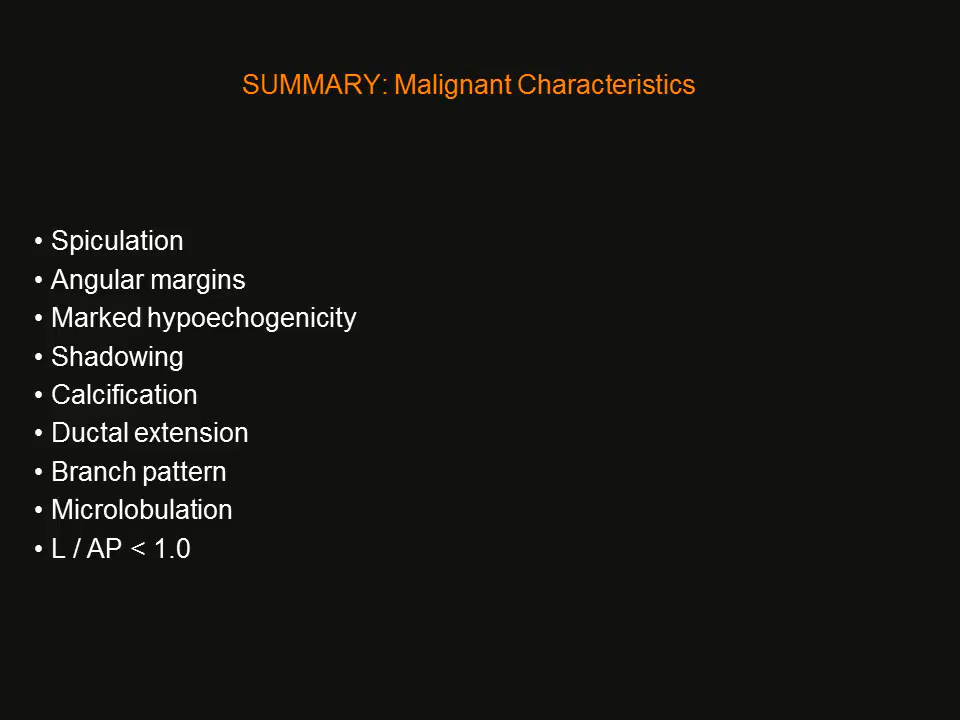 SUMMARY: Malignant Characteristics
• Spiculation
• Angular margins
• Marked hypoechogenicity
• Shadowing
• Calcification
• Ductal extension
• Branch pattern
• Microlobulation
• L / AP < 1.0